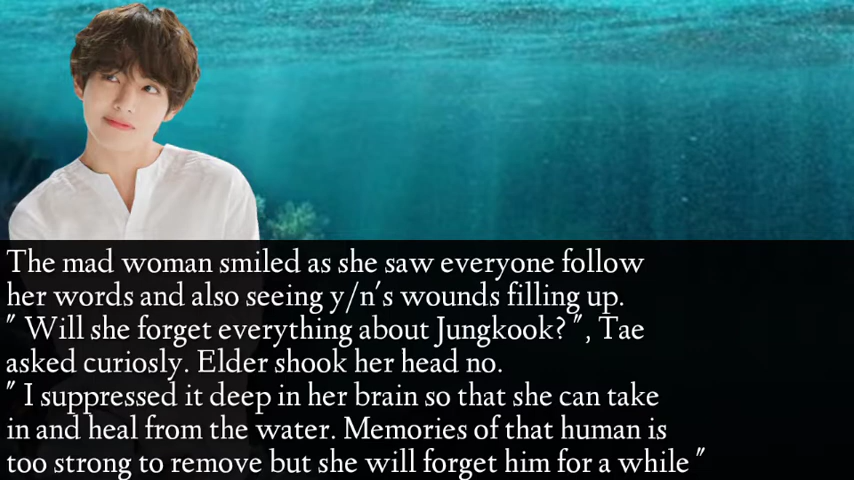 The mad woman smiled as she saw everyone follow
her words and also seeing y/n's wounds filling up.
" Will she forget everything about Jungkook? ", Tae
asked curiosly. Elder shook her head no.
" I suppressed it deep in her brain so that she can take
in and heal from the water. Memories of that human is
too strong to remove but she will forget him for a while "